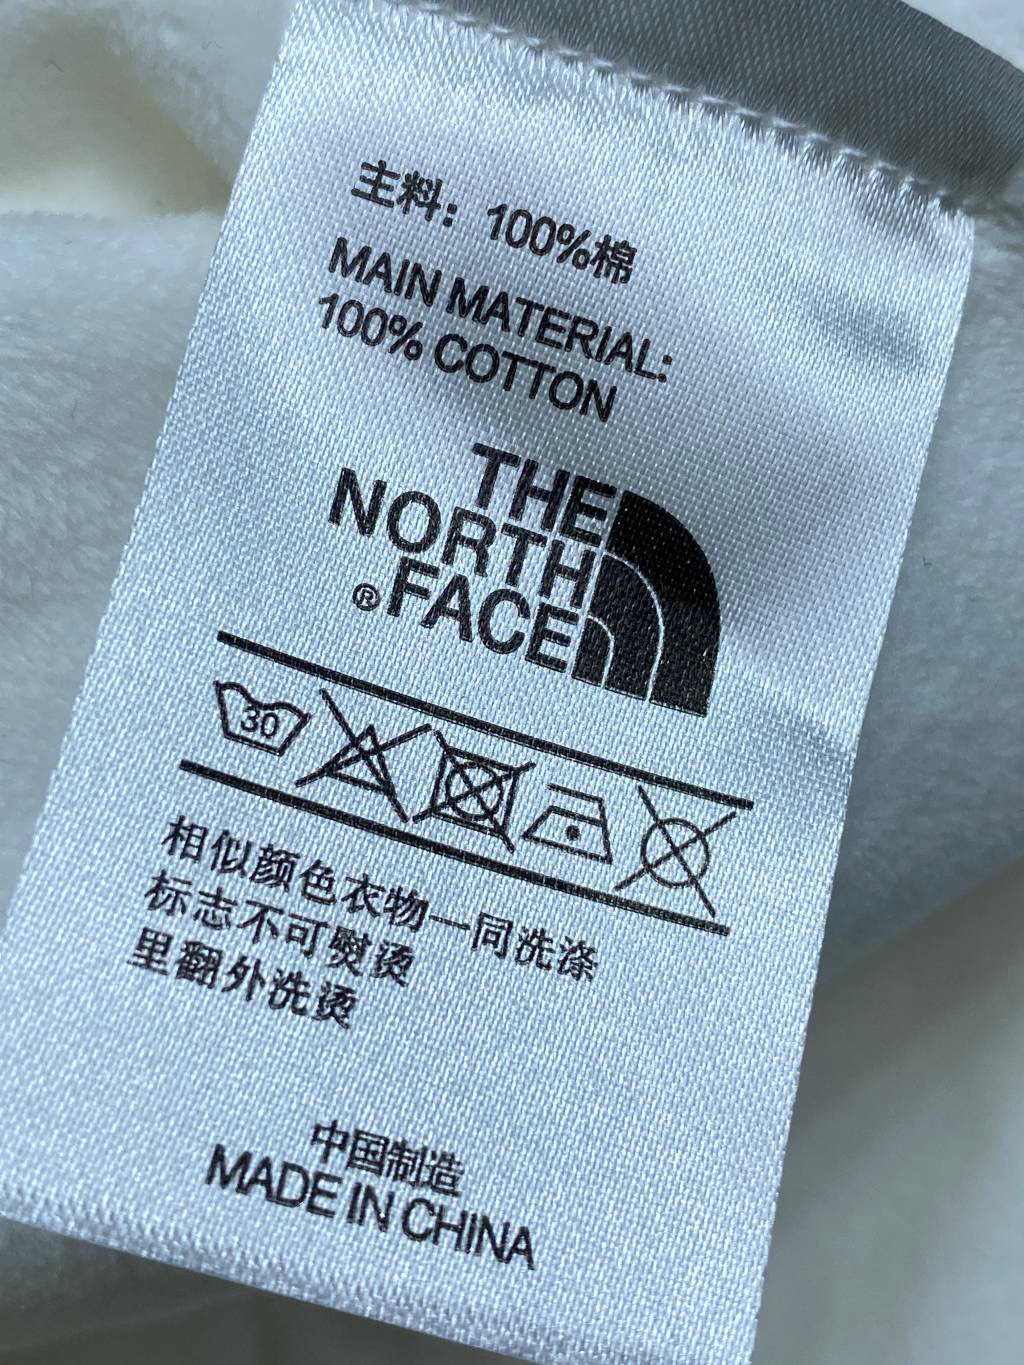 主料：100%棉
MAIN MATERIAL:
100% COTTON
THE
NORTH
®FACE
30
相似颜色衣物一同洗涤
标志不可熨烫
里翻外洗烫
中国制造
MADE IN CHINA